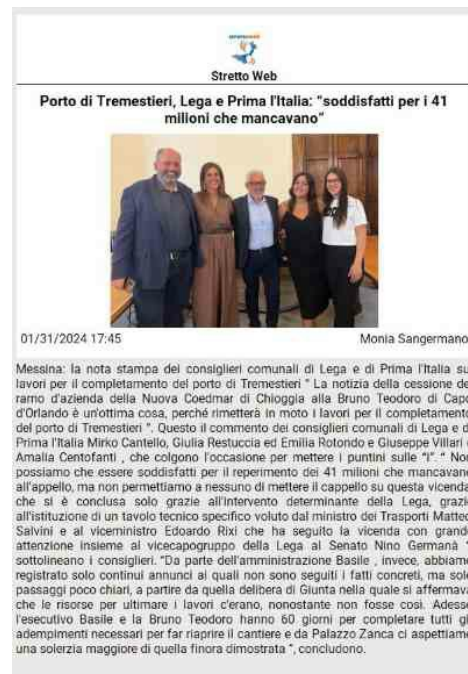 Stretto Web
Porto di Tremestieri, Lega e Prima l'Italia: "soddisfatti per i 41
milioni che mancavano"
01/31/2024 17:45
Monia Sangermano
Messina: la nota stampa dei consiglieri comunali di Lega e di Prima l'Italia su
lavori per il completamento del porto di Tremestieri " La notizia della cessione de
ramo d'azienda della Nuova Coedmar di Chioggia alla Bruno Teodoro di Capo
d'Orlando è un'ottima cosa, perché rimetterà in moto i lavori per il completamento
del porto di Tremestieri ". Questo il commento dei consiglieri comunali di Lega e d
Prima l'Italia Mirko Cantello, Giulia Restuccia ed Emilia Rotondo e Giuseppe Villari e
Amalia Centofanti , che colgono l'occasione per mettere i puntini sulle "i". " Non
possiamo che essere soddisfatti per il reperimento dei 41 milioni che mancavano
all'appello, ma non permettiamo a nessuno di mettere il cappello su questa vicenda
che si è conclusa solo grazie all'intervento determinante della Lega, grazie
all'istituzione di un tavolo tecnico specifico voluto dal ministro dei Trasporti Matteo
Salvini e al viceministro Edoardo Rixi che ha seguito la vicenda con grande
attenzione insieme al vicecapogruppo della Lega al Senato Nino Germanà "
sottolineano i consiglieri. "Da parte dell'amministrazione Basile , invece, abbiamo
registrato solo continui annunci ai quali non sono seguiti i fatti concreti, ma solo
passaggi poco chiari, a partire da quella delibera di Giunta nella quale si affermava
che le risorse per ultimare i lavori c'erano, nonostante non fosse così. Adesso
l'esecutivo Basile e la Bruno Teodoro hanno 60 giorni per completare tutti gl
adempimenti necessari per far riaprire il cantiere e da Palazzo Zanca ci aspettiamo
una solerzia maggiore di quella finora dimostrata ", concludono.